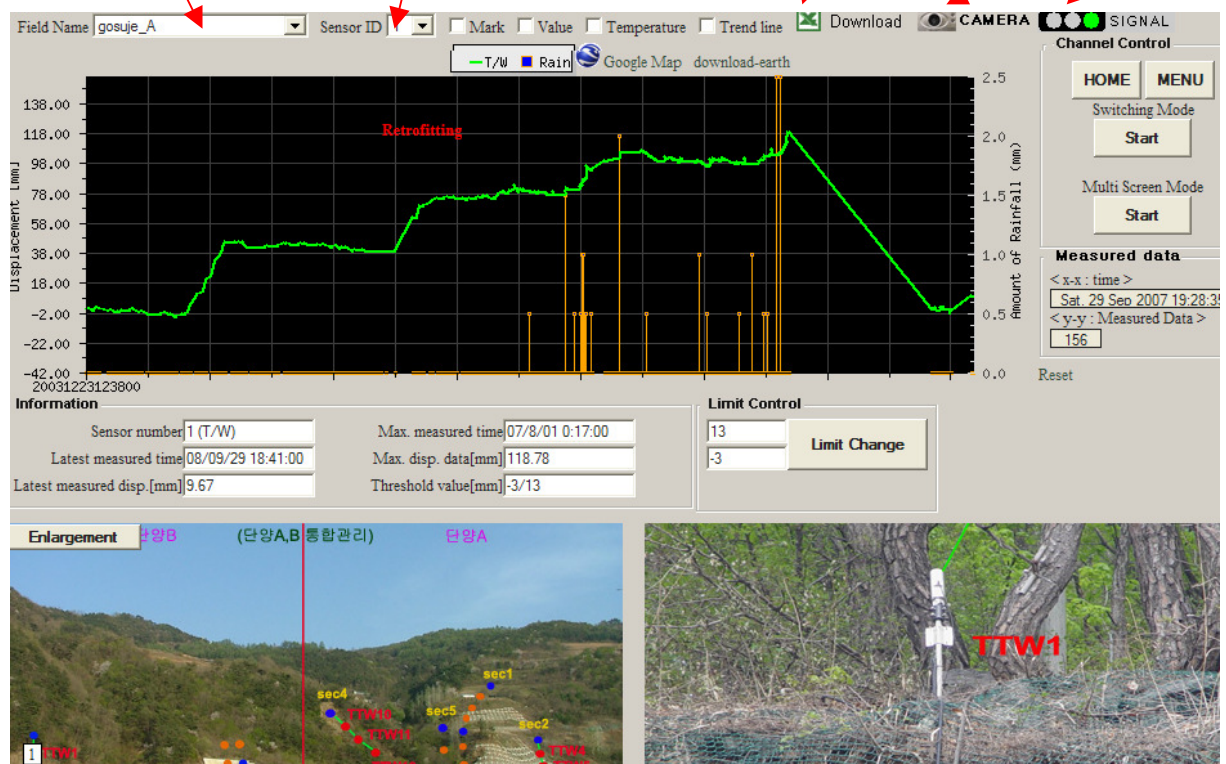 Field Name gosuje_A Sensor ID Mark Value Temperature Trend line Download CAMERA SIGNAL
T/W Rain Google Map download-earth
Displacement [mm]
138.00
118.00
98.00
78.00
58.00
38.00
18.00
-2.00
-22.00
-42.00
20031223123800
Retrofitting
2.5
2.0
1.5
1.0
0.5
0.0
Amount of Rainfall (mm)
Channel Control
HOME MENU
Switching Mode
Start
Multi Screen Mode
Start
Measured data
< x-x : time >
Sat. 29 Sep 2007 19:28:35
< y-y : Measured Data >
156
Reset
Information
Sensor number 1 (T/W)
Latest measured time 08/09/29 18:41:00
Latest measured disp.[mm] 9.67
Max. measured time 07/8/01 0:17:00
Max. disp. data[mm] 118.78
Threshold value[mm] -3/13
Limit Control
13
-3
Limit Change
Enlargement
단양B
(단양A,B 통합관리)
단양A
sec1
sec4
sec5
sec2
TTW10
TTW11
TTW4
1 TTW1
TTW1